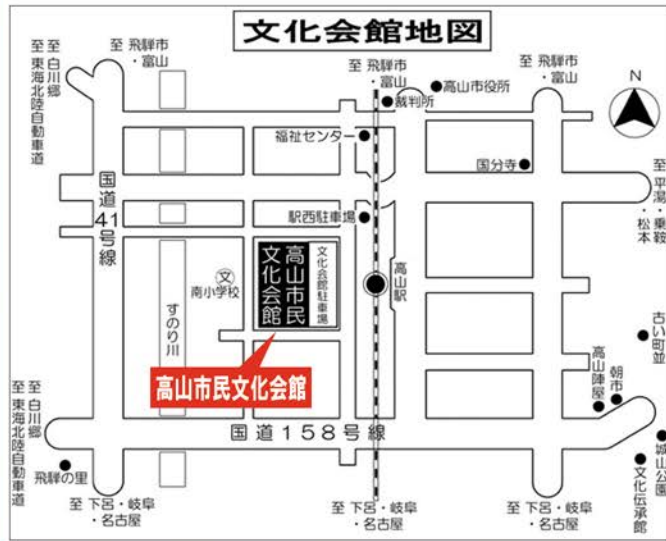 文化会館地図
至 白川郷
至 東海北陸自動車道
至 飛騨市
・富山
至 飛騨市
・富山
高山市役所
裁判所
至 飛騨市
・富山
N
福祉センター
国分寺
至 平湯・乗鞍
・松本
国道41号線
駅西駐車場
文化会館駐車場
高山市民
文化会館
文
南小学校
高山駅
すのり川
古い町並
朝市
高山陣屋
高山市民文化会館
至 白川郷
至 東海北陸自動車道
国道158号線
城山公園
文化伝承館
飛騨の里
至 下呂・岐阜
・名古屋
至 下呂・岐阜
・名古屋
至 下呂・岐阜
・名古屋